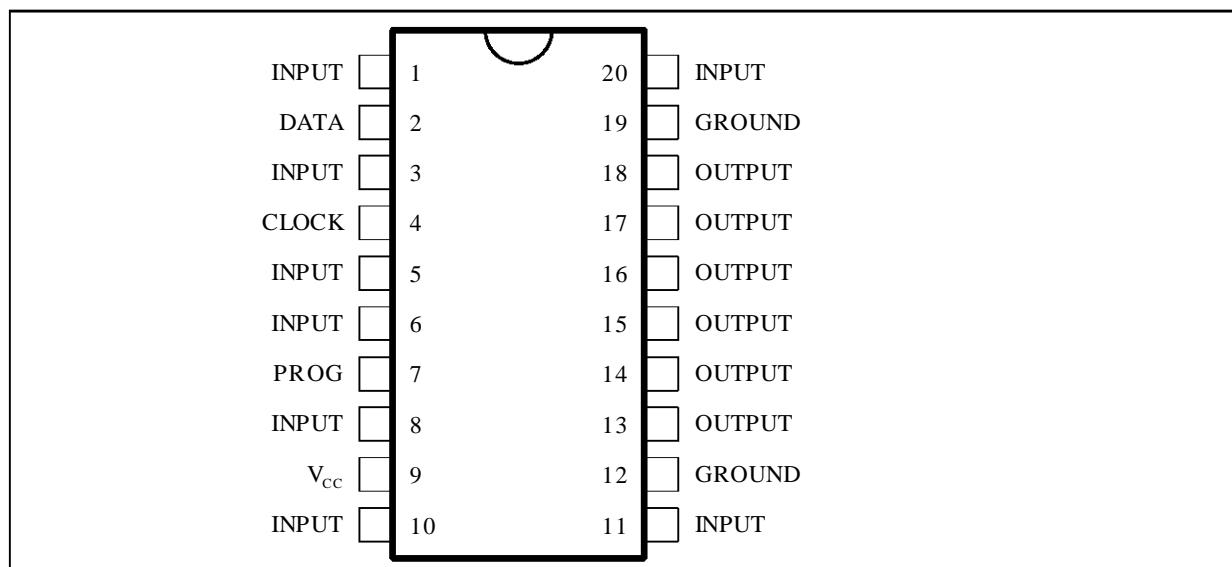 INPUT 1 20 INPUT
DATA 2 19 GROUND
INPUT 3 18 OUTPUT
CLOCK 4 17 OUTPUT
INPUT 5 16 OUTPUT
INPUT 6 15 OUTPUT
PROG 7 14 OUTPUT
INPUT 8 13 OUTPUT
VCC 9 12 GROUND
INPUT 10 11 INPUT